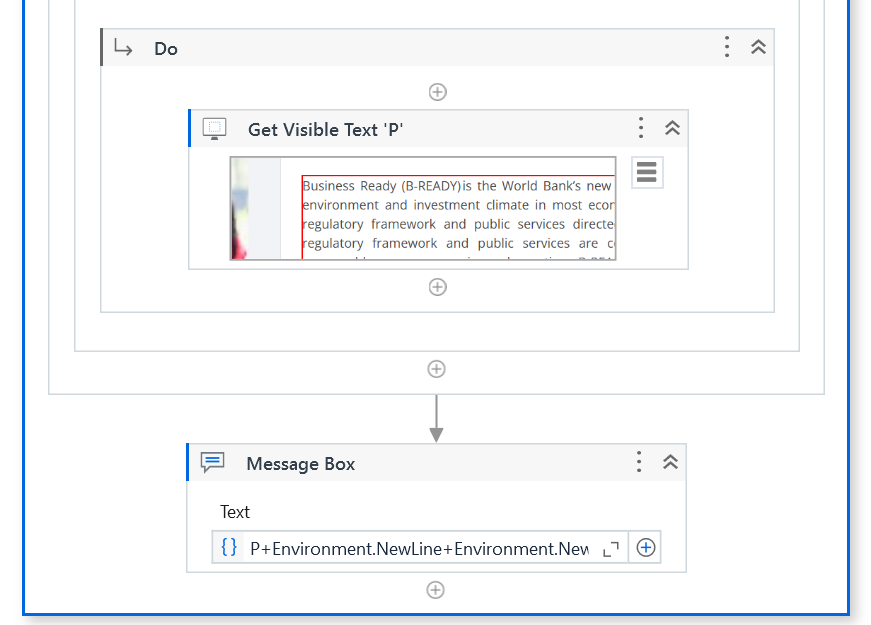 Do
Get Visible Text 'P'
Business Ready (B-READY)is the World Bank's new
environment and investment climate in most econ
regulatory framework and public services directe
regulatory framework and public services are c
Message Box
Text
{} P+Environment.NewLine+Environment.New